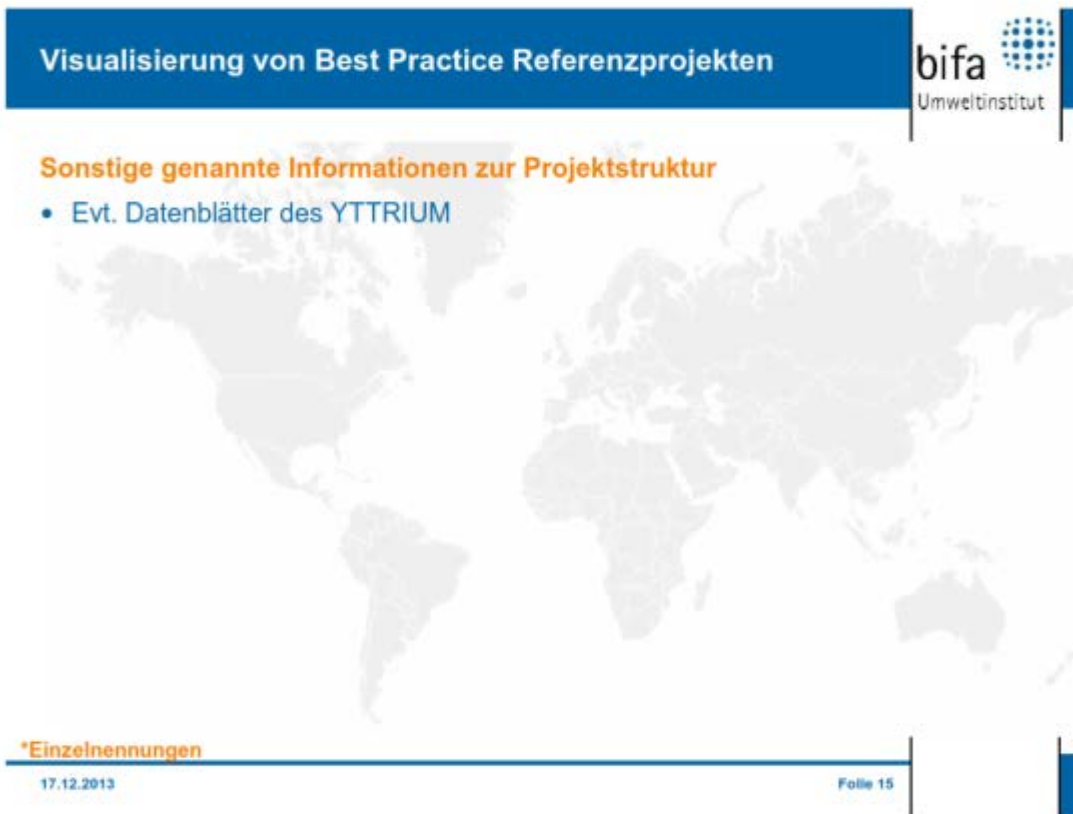 Visualisierung von Best Practice Referenzprojekten
bifa
Umweltinstitut
Sonstige genannte Informationen zur Projektstruktur
• Evt. Datenblätter des YTTRIUM
*Einzelnennungen
17.12.2013
Folie 15